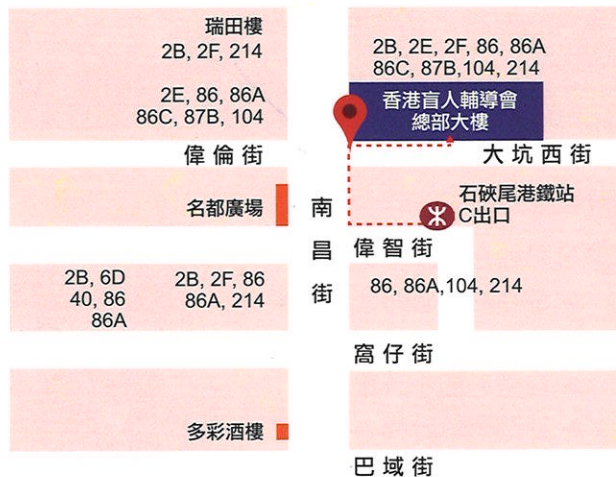 瑞田樓
2B, 2F, 214
2E, 86, 86A
86C, 87B, 104
2B, 2E, 2F, 86, 86A
86C, 87B,104, 214
香港盲人輔導會
總部大樓
偉倫街
大坑西街
名都廣場
南昌街
石硤尾港鐵站
C出口
偉智街
2B, 6D
40, 86
86A
2B, 2F, 86
86A, 214
86, 86A,104, 214
窩仔街
多彩酒樓
巴域街